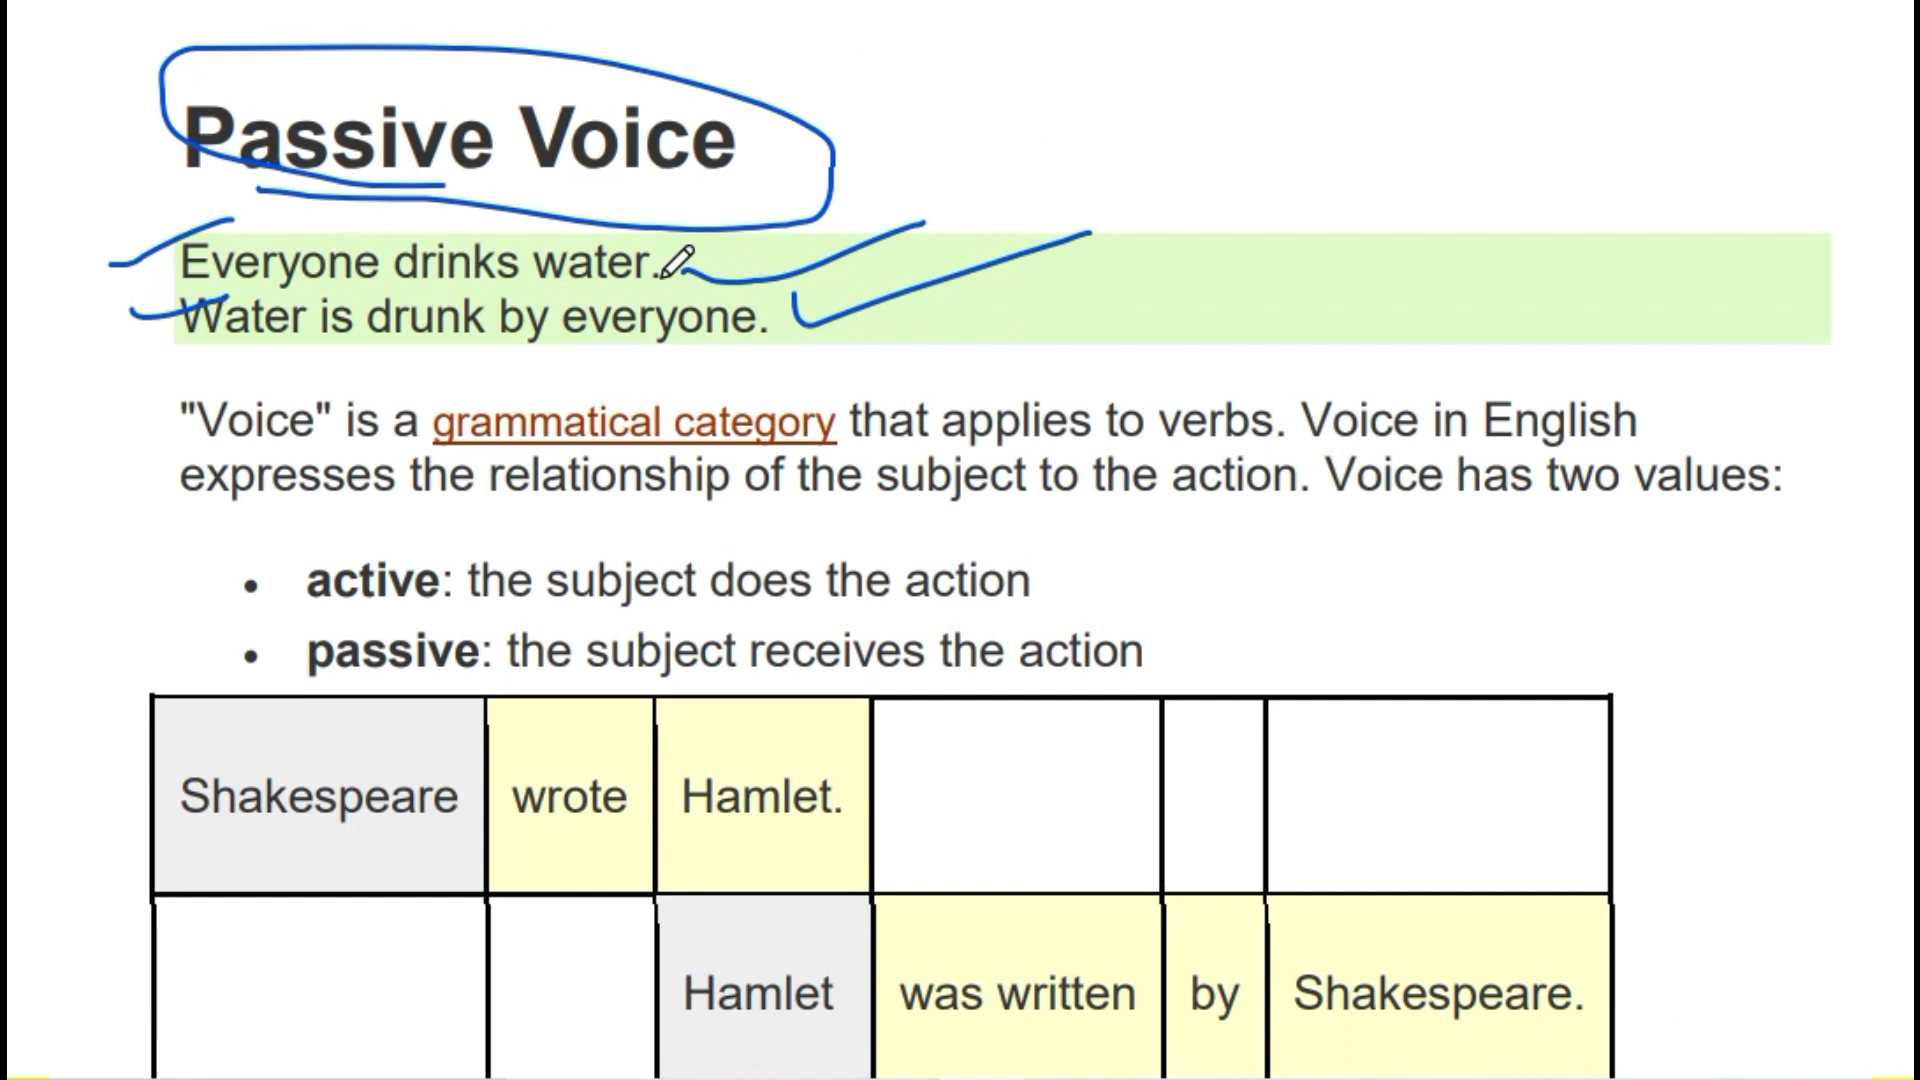 Passive Voice
Everyone drinks water.
Water is drunk by everyone.
"Voice" is a grammatical category that applies to verbs. Voice in English
expresses the relationship of the subject to the action. Voice has two values:
• active: the subject does the action
• passive: the subject receives the action
Shakespeare wrote Hamlet.
Hamlet was written by Shakespeare.